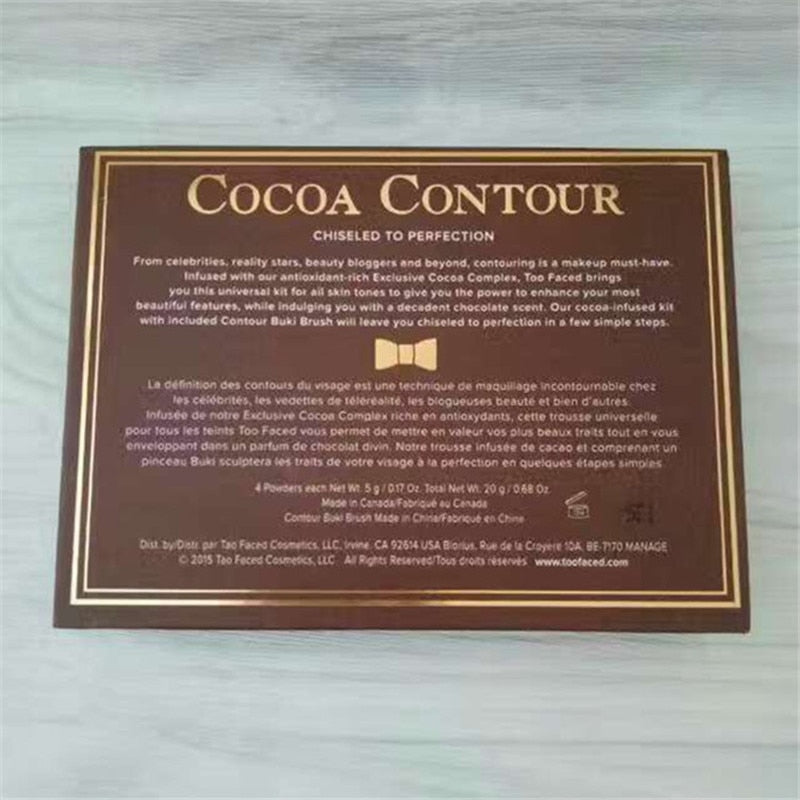 COCOA CONTOUR
CHISELED TO PERFECTION
From celebrities, reality stars, beauty bloggers and beyond, contouring is a makeup must-have.
Infused with our antioxidant-rich Exclusive Cocoa Complex, Too Faced brings
you this universal kit for all skin tones to give you the power to enhance your most
beautiful features, while indulging you with a decadent chocolate scent. Our cocoa-infused kit
with included Contour Buki Brush will leave you chiseled to perfection in a few simple steps.
La définition des contours du visage est une technique de maquillage incontournable chez
les célébrités, les vedettes de téléréalité, les blogueuses beauté et bien d'autres.
Infusée de notre Exclusive Cocoa Complex riche en antioxydants, cette trousse universelle
pour tous les teints Too Faced vous permet de mettre en valeur vos plus beaux traits tout en vous
enveloppant dans un parfum de chocolat divin. Notre trousse infusée de cacao et comprenant un
pinceau Buki sculptera les traits de votre visage à la perfection en quelques étapes simples
4 Powders each Net Wt. 5 g / 0.17 Oz. Total Net Wt. 20 g / 0.68 Oz.
Made in Canada/Fabriqué au Canada
Contour Buki Brush Made in China/Fabriqué en Chine
Dist. by/Distr. par Too Faced Cosmetics, LLC, Irvine, CA 92614 USA Biorius, Rue de la Croyere 10A, BE-7170 MANAGE
© 2015 Too Faced Cosmetics, LLC All Rights Reserved/Tous droits réservés www.toofaced.com